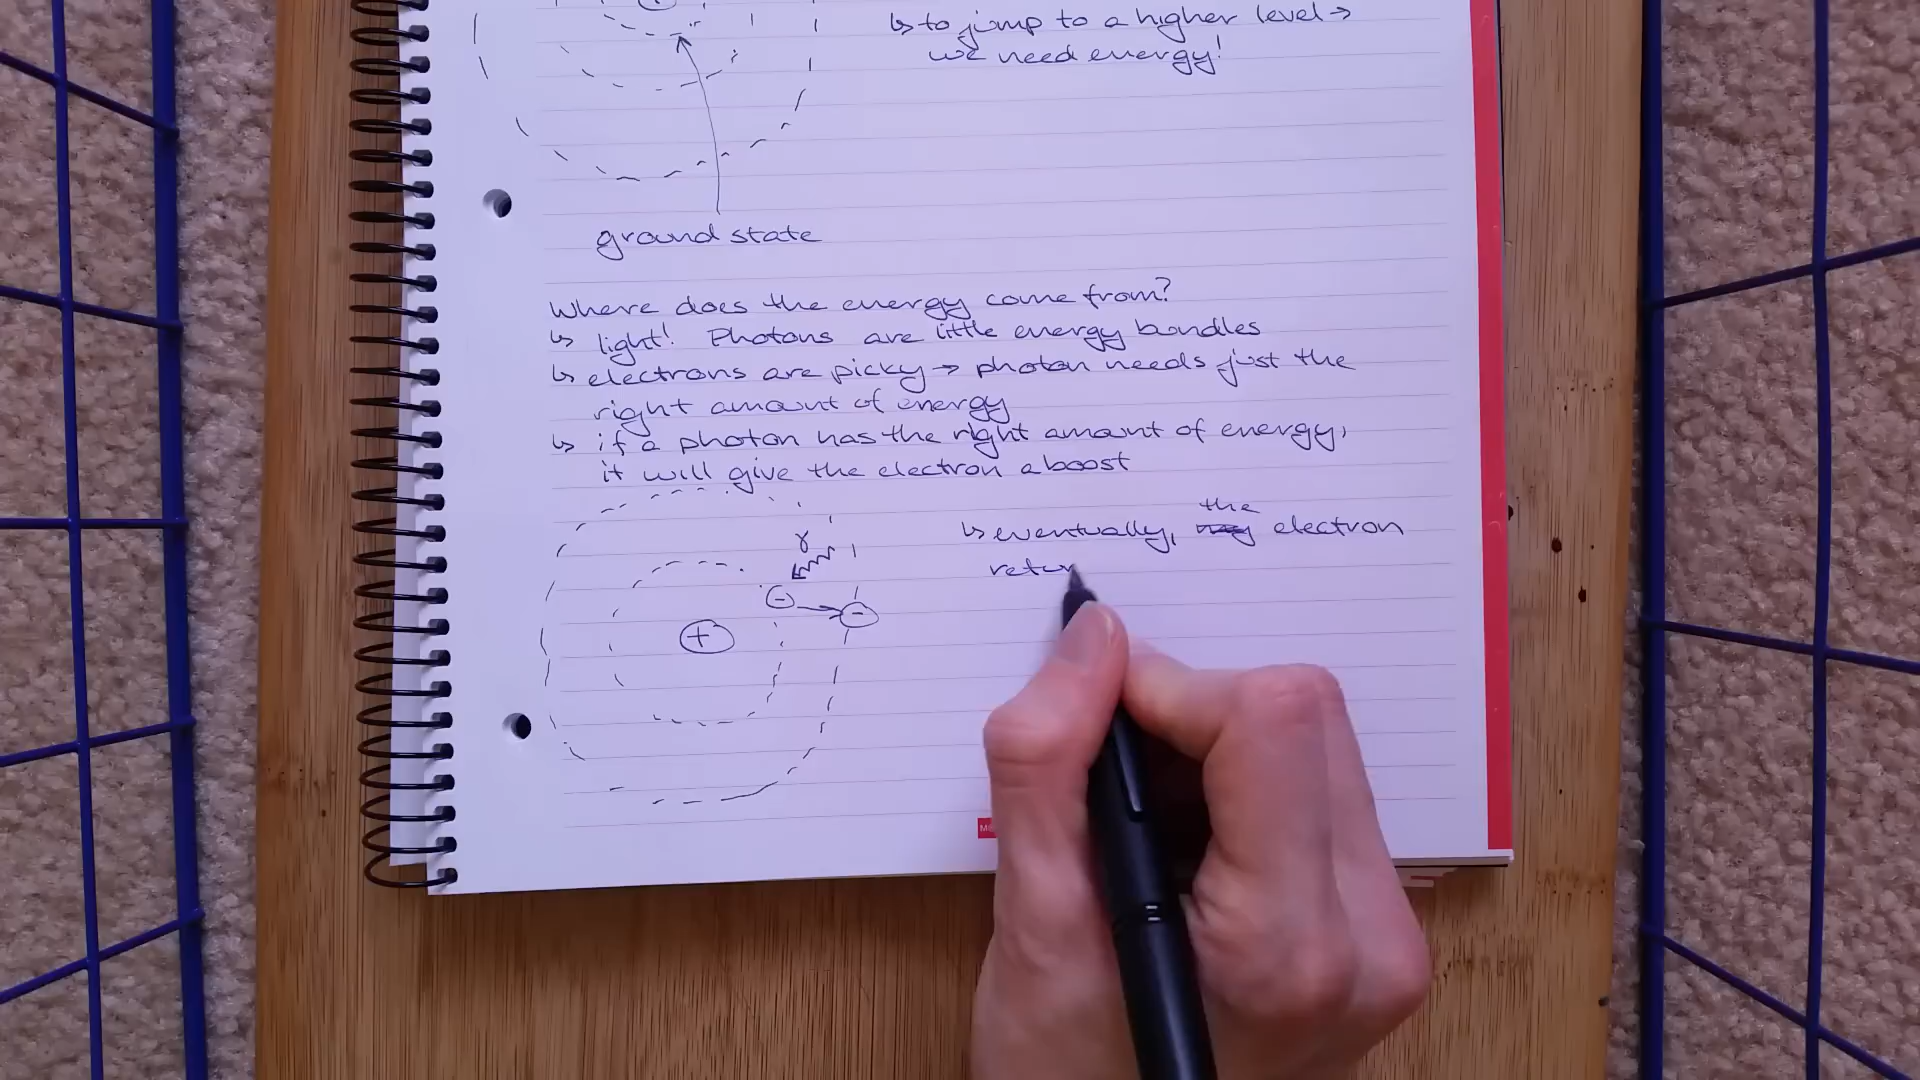 ↳ to jump to a higher level →
we need energy!
ground state
Where does the energy come from?
↳ light! Photons are little energy bundles
↳ electrons are picky → photon needs just the
right amount of energy
↳ if a photon has the right amount of energy,
it will give the electron a boost
the
↳ eventually, electron
retur
γ
-
-
+